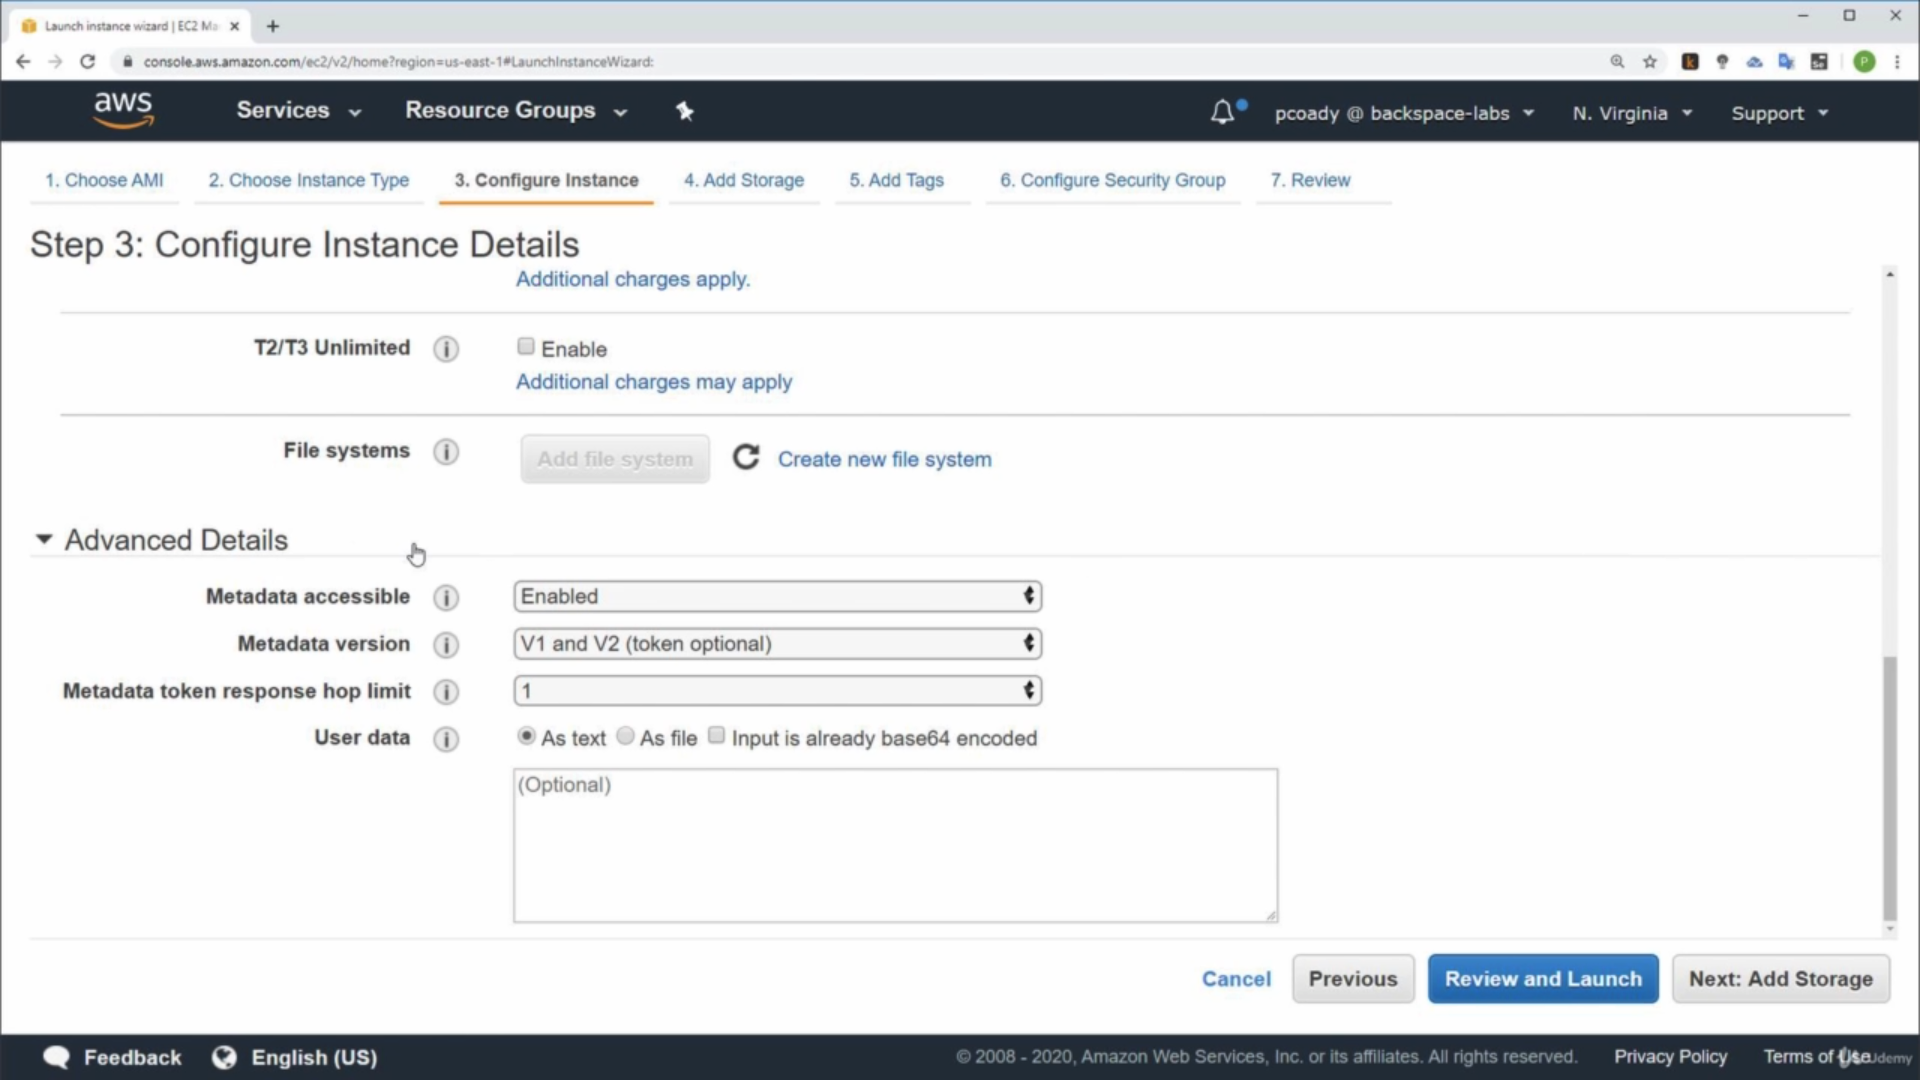 Launch instance wizard | EC2 Ma
console.aws.amazon.com/ec2/v2/home?region=us-east-1#LaunchInstanceWizard:
aws Services Resource Groups pcoady @ backspace-labs N. Virginia Support
1. Choose AMI 2. Choose Instance Type 3. Configure Instance 4. Add Storage 5. Add Tags 6. Configure Security Group 7. Review
Step 3: Configure Instance Details
Additional charges apply.
T2/T3 Unlimited i Enable
Additional charges may apply
File systems i Add file system Create new file system
Advanced Details
Metadata accessible i Enabled
Metadata version i V1 and V2 (token optional)
Metadata token response hop limit i 1
User data i As text As file Input is already base64 encoded
(Optional)
Cancel Previous Review and Launch Next: Add Storage
Feedback English (US) © 2008 - 2020, Amazon Web Services, Inc. or its affiliates. All rights reserved. Privacy Policy Terms of Use